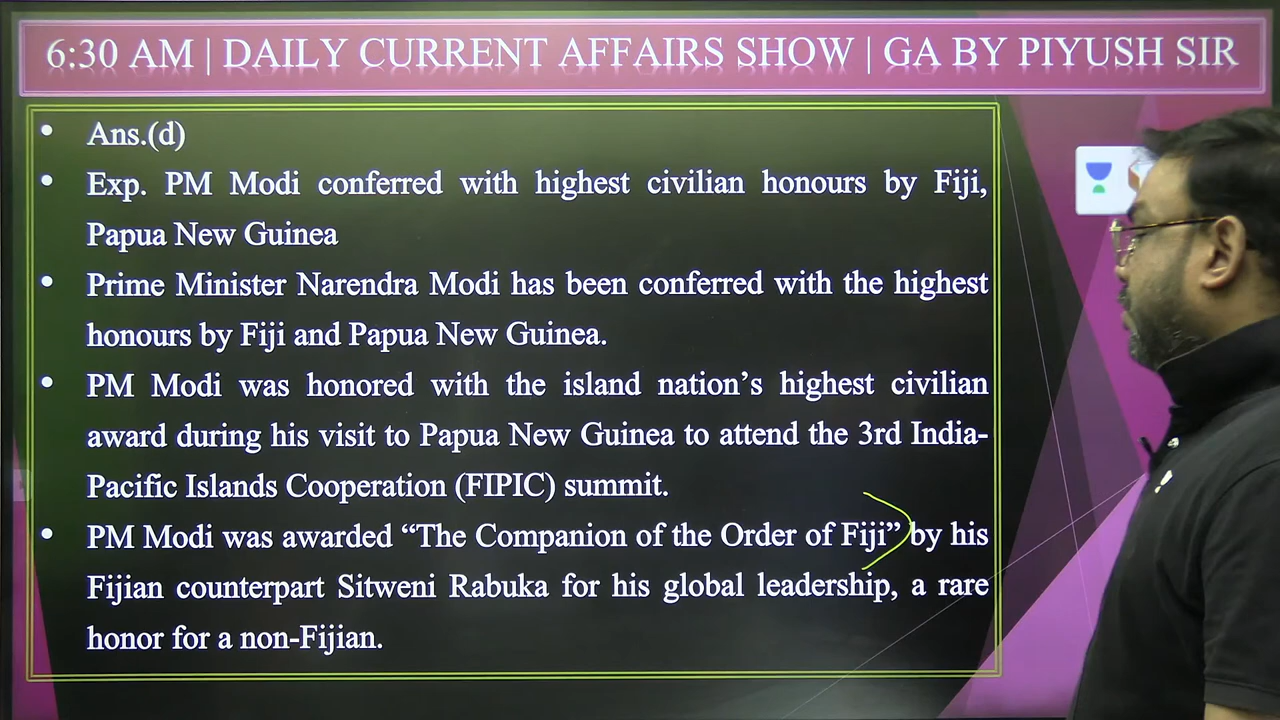 6:30 AM | DAILY CURRENT AFFAIRS SHOW | GA BY PIYUSH SIR
• Ans.(d)
• Exp. PM Modi conferred with highest civilian honours by Fiji,
Papua New Guinea
• Prime Minister Narendra Modi has been conferred with the highest
honours by Fiji and Papua New Guinea.
• PM Modi was honored with the island nation’s highest civilian
award during his visit to Papua New Guinea to attend the 3rd India-
Pacific Islands Cooperation (FIPIC) summit.
• PM Modi was awarded “The Companion of the Order of Fiji” by his
Fijian counterpart Sitweni Rabuka for his global leadership, a rare
honor for a non-Fijian.